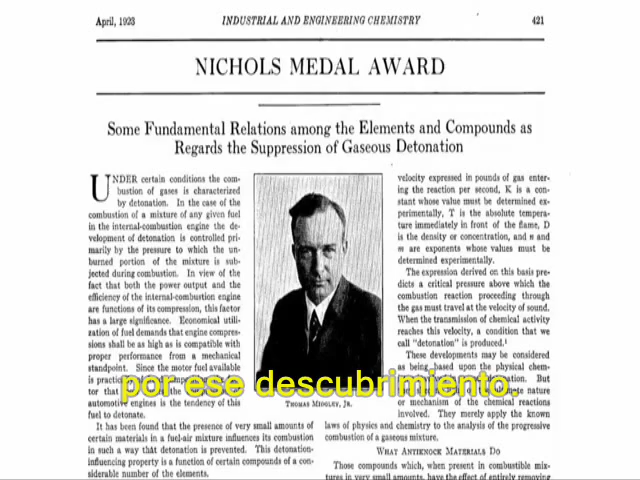 April, 1923
INDUSTRIAL AND ENGINEERING CHEMISTRY
421
NICHOLS MEDAL AWARD
Some Fundamental Relations among the Elements and Compounds as
Regards the Suppression of Gaseous Detonation
UNDER certain conditions the com-
bustion of gases is characterized
by detonation. In the case of the
combustion of a mixture of any given fuel
in the internal-combustion engine the de-
velopment of detonation is controlled pri-
marily by the pressure to which the un-
burned portion of the mixture is sub-
jected during combustion. In view of the
fact that both the power output and the
efficiency of the internal-combustion engine
are functions of its compression, this factor
has a large significance. Economical utili-
zation of fuel demands that engine compres-
sions shall be as high as is compatible with
proper performance from a mechanical
standpoint. Since the motor fuel available
is
tor that
automotive engines is the tendency of this
fuel to detonate.
It has been found that the presence of very small amounts of
certain materials in a fuel-air mixture influences its combustion
in such a way that detonation is prevented. This detonation-
influencing property is a function of certain compounds of a con-
siderable number of the elements.
THOMAS MIDGLEY, JR.
velocity expressed in pounds of gas enter-
ing the reaction per second, K is a con-
stant whose value must be determined ex-
perimentally, T is the absolute tempera-
ture immediately in front of the flame, D
is the density or concentration, and n and
m are exponents whose values must be
determined experimentally.
The expression derived on this basis pre-
dicts a critical pressure above which the
combustion reaction proceeding through
the gas must travel at the velocity of sound.
When the transmission of chemical activity
reaches this velocity, a condition that we
call "detonation" is produced.¹
These developments may be considered
as being based upon the physical chem-
But
nature
or mechanism of the chemical reactions
involved. They merely apply the known
laws of physics and chemistry to the analysis of the progressive
combustion of a gaseous mixture.
WHAT ANTIKNOCK MATERIALS DO
Those compounds which, when present in combustible mix-
tures in very small amounts, have the effect of entirely removing
por ese descubrimiento.